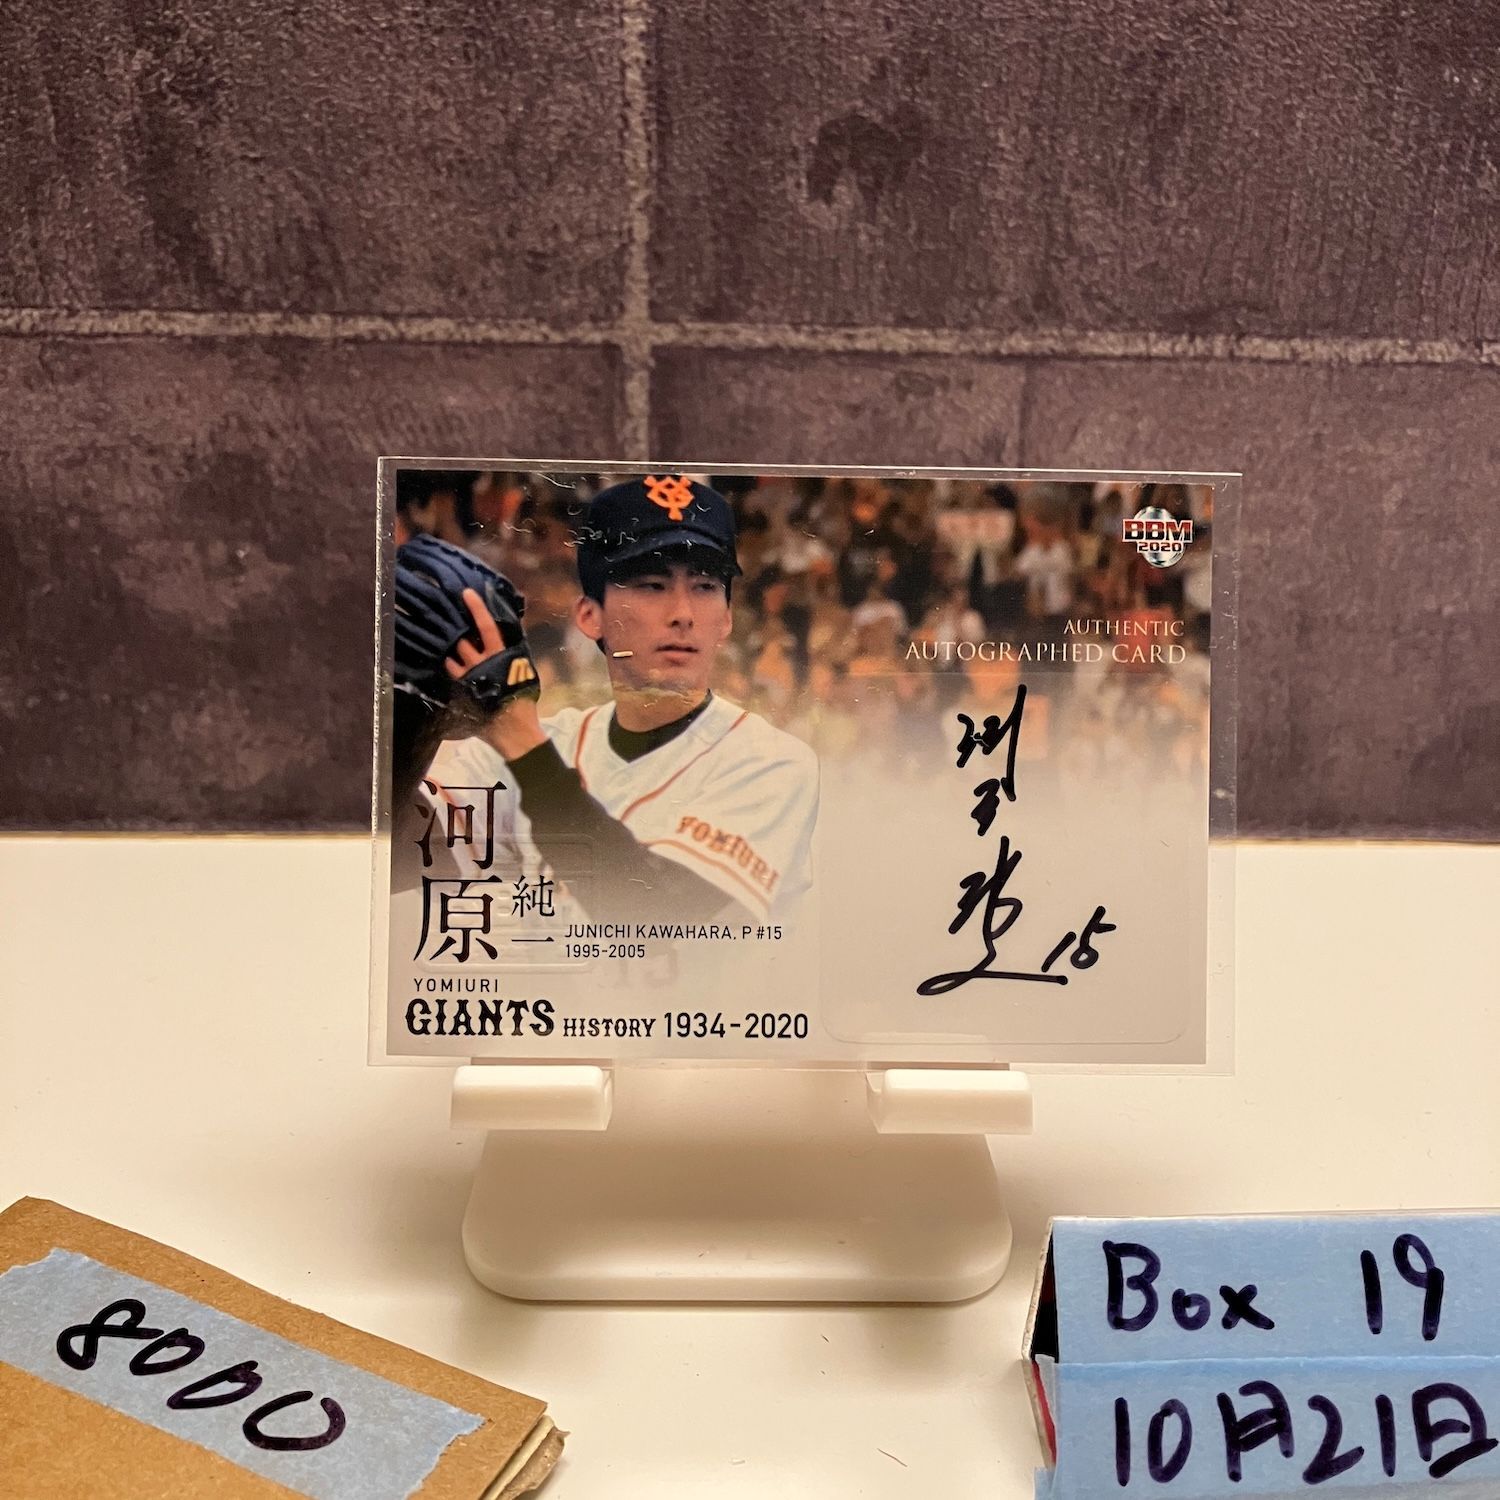 BBM
2020
AUTHENTIC
AUTOGRAPHED CARD
YOMIURI
河原
純一
JUNICHI KAWAHARA, P #15
1995-2005
15
YOMIURI
GIANTS HISTORY 1934-2020
8000
Box 19
10月21日